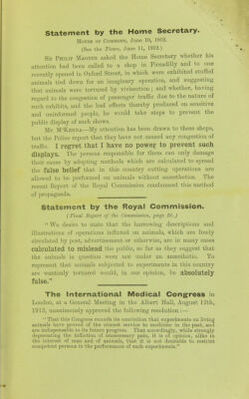 Statement by the Home Secretary.
HOUSE OF COMMONS, June 10, 1912.
(See the Times, June 11, 1912.)
SIR PHILIP MAGNUS asked the Home Secretary whether his
attention had been called to a shop in Piccadilly and to one
recently opened in Oxford Street, in which were exhibited stuffed
animals tied down for an imaginary operation, and suggesting
that animals were tortured by vivisection; and whether, having
regard to the congestion of passenger traffic due to the nature of
such exhibits, and the bad effects thereby produced on sensitive
and uninformed people, he would take steps to prevent the
public display of such shows.
MR. MCKENNA—My attention has been drawn to these shops,
but the Police report that they have not caused any congestion of
traffic. I regret that I have no power to prevent such
displays. The persons responsible for them can only damage
their cause by adopting methods which are calculated to spread
the false belief that in this country cutting operations are
allowed to be performed on animals without anæsthetics. The
recent Report of the Royal Commission condemned this method
of propaganda.
Statement by the Royal Commission.
(Final Report of the Commission, page
"We desire to state that the harrowing descriptions and
illustrations of operations inflicted on animals, which are freely
circulated by post, advertisement or otherwise, are in many cases
calculated to mislead the public, so far as they suggest that
the animals in question were not under an anæsthetic. To
represent that animals subjected to experiments in this country
are wantonly tortured would, in our opinion, be absolutely
false."
The International Medical Congress in
London, at a General Meeting in the Albert Hall, August 12th,
1913, unanimously approved the following resolution:—
"That this Congress records its conviction that experiments on living
animals have proved of the utmost service to medicine in the past, and
are indispensable to its future progress. That accordingly, while strongly
deprecating the infliction of unnecessary pain, it is of opinion, alike in
the interest of man and of animals, that it is not desirable to restrict
competent persons in the performance of such experiments."